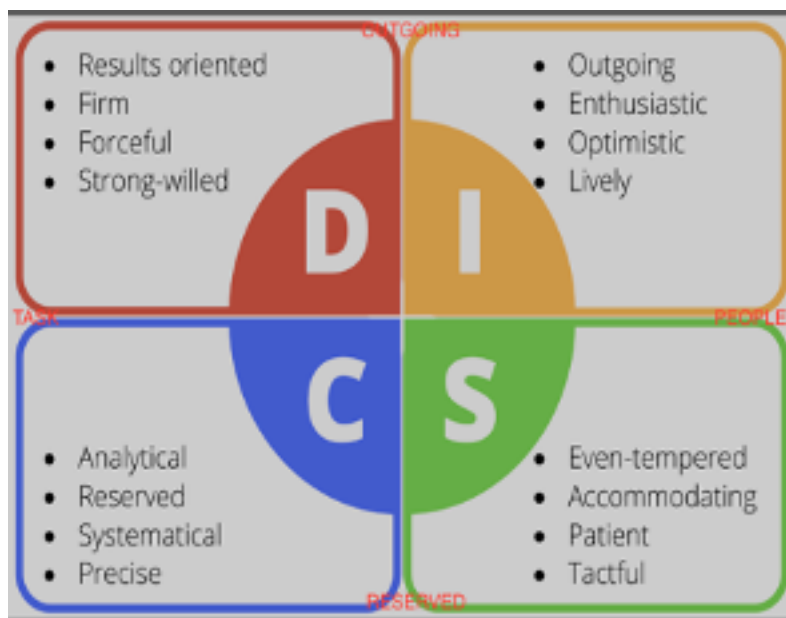 OUTGOING
• Results oriented
• Firm
• Forceful
• Strong-willed
• Outgoing
• Enthusiastic
• Optimistic
• Lively
D I
TASK
PEOPLE
C S
• Analytical
• Reserved
• Systematical
• Precise
• Even-tempered
• Accommodating
• Patient
• Tactful
RESERVED